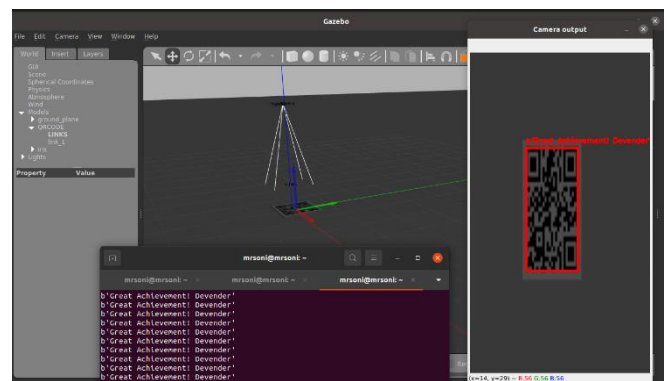 Gazebo
File Edit Camera View Window Help
World Insert Layers
GUI
Scene
Spherical Coordinates
Physics
Atmosphere
Wind
Models
ground_plane
QRCODE
LINKS
link_1
iris
Lights
Property Value
Camera output
b'Great Achievement! Devender'
mrsoni@mrsoni: ~
mrsoni@mrsoni: ~ mrsoni@mrsoni: ~ mrsoni@mrsoni: ~
b'Great Achievement! Devender'
b'Great Achievement! Devender'
b'Great Achievement! Devender'
b'Great Achievement! Devender'
b'Great Achievement! Devender'
b'Great Achievement! Devender'
b'Great Achievement! Devender'
b'Great Achievement! Devender'
b'Great Achievement! Devender'
(x=14, y=29) ~ R:56 G:56 B:56